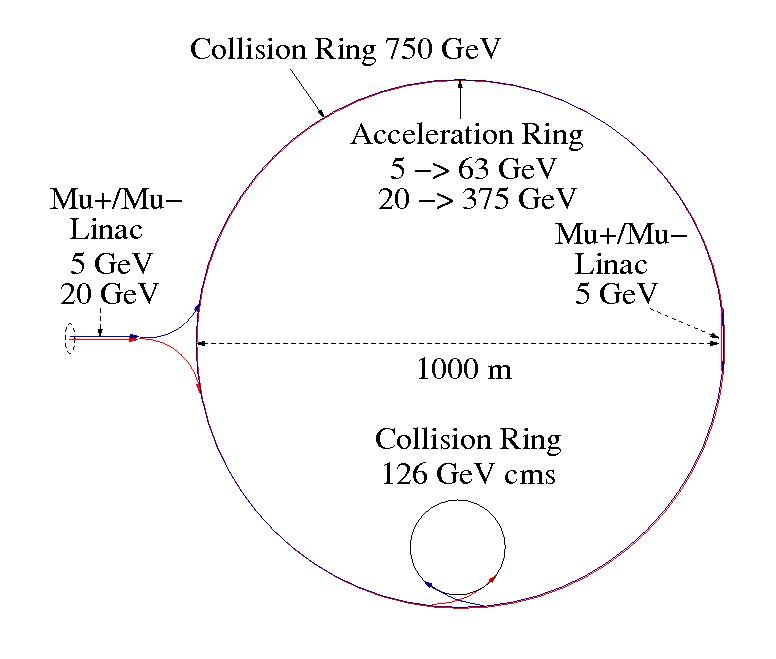 Collision Ring 750 GeV
Acceleration Ring
5 −> 63 GeV
20 −> 375 GeV
Mu+/Mu−
Linac
5 GeV
20 GeV
Mu+/Mu−
Linac
5 GeV
1000 m
Collision Ring
126 GeV cms